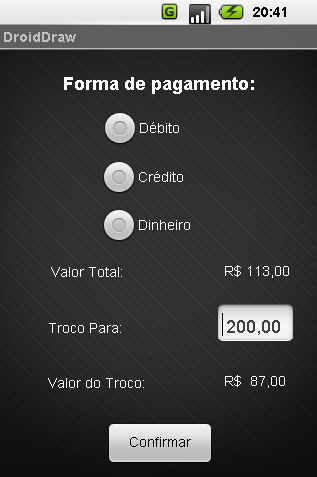 G 20:41
DroidDraw
Forma de pagamento:
Débito
Crédito
Dinheiro
Valor Total: R$ 113,00
Troco Para: 200,00
Valor do Troco: R$ 87,00
Confirmar